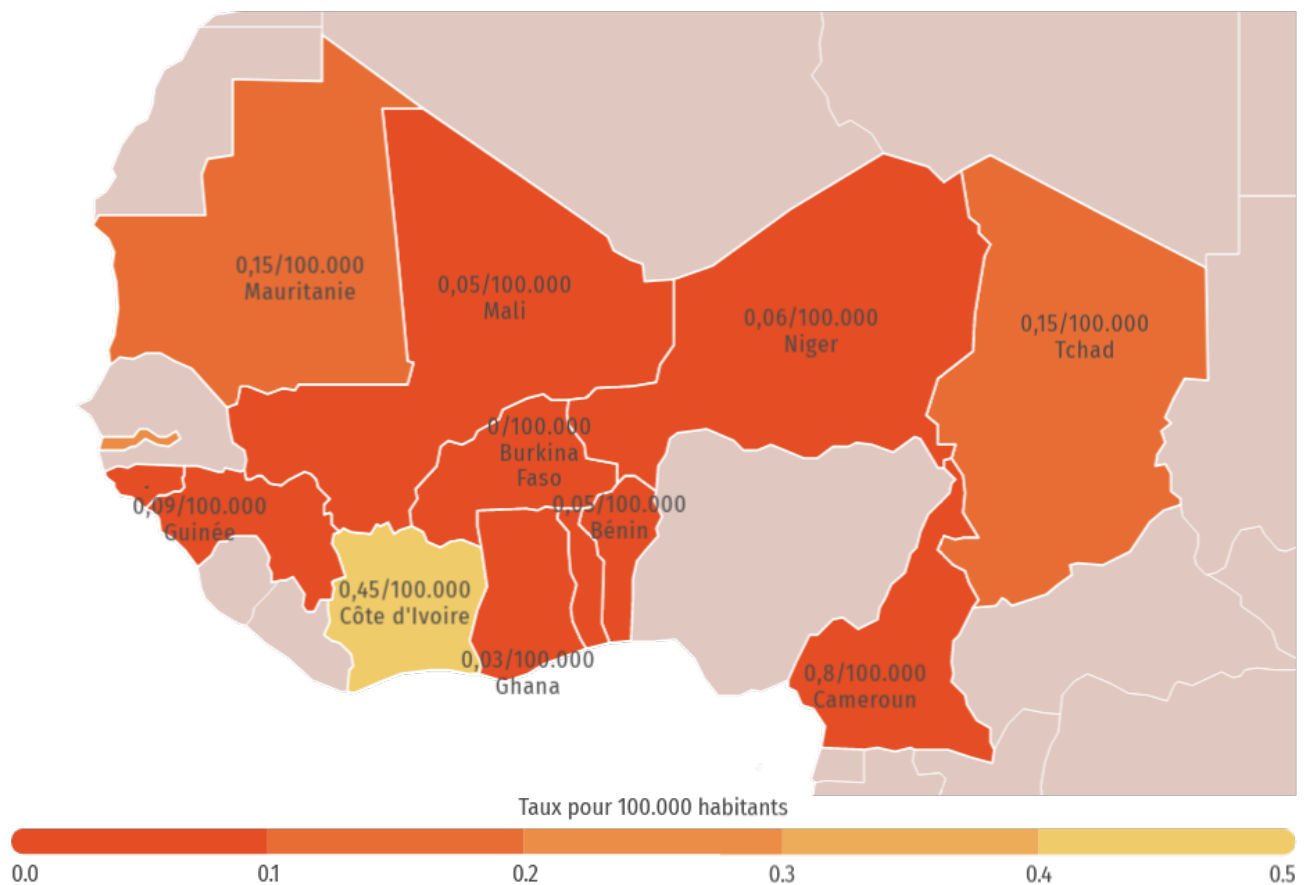 0,15/100.000
Mauritanie
0,05/100.000
Mali
0,06/100.000
Niger
0,15/100.000
Tchad
0/100.000
Burkina
Faso
0,09/100.000
Guinée
0,05/100.000
Bénin
0,45/100.000
Côte d'Ivoire
0,03/100.000
Ghana
0,8/100.000
Cameroun
Taux pour 100.000 habitants
0.0 0.1 0.2 0.3 0.4 0.5